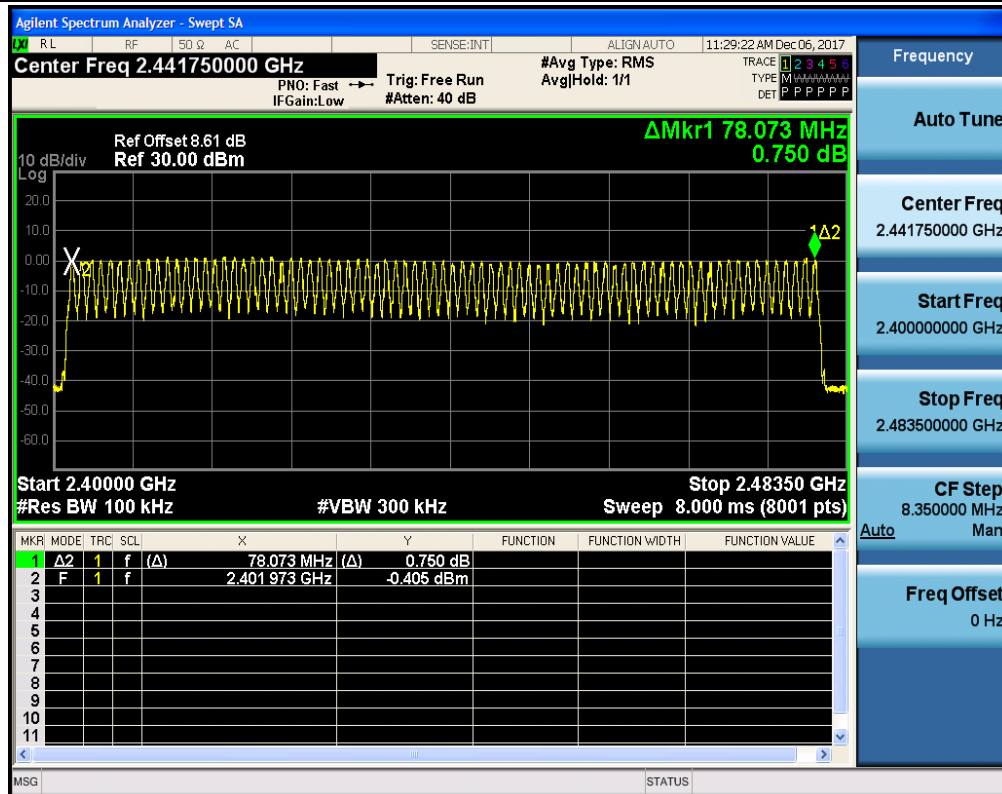 Agilent Spectrum Analyzer - Swept SA
LXI RL RF 50 Ω AC SENSE:INT ALIGN AUTO 11:29:22 AM Dec 06, 2017
Center Freq 2.441750000 GHz
PNO: Fast
IFGain:Low
Trig: Free Run
#Atten: 40 dB
#Avg Type: RMS
Avg|Hold: 1/1
TRACE 1 2 3 4 5 6
TYPE M
DET P P P P P P
ΔMkr1 78.073 MHz
0.750 dB
Ref Offset 8.61 dB
10 dB/div Ref 30.00 dBm
Log
20.0
10.0
0.00
-10.0
-20.0
-30.0
-40.0
-50.0
-60.0
2
1Δ2
Start 2.40000 GHz Stop 2.48350 GHz
#Res BW 100 kHz #VBW 300 kHz Sweep 8.000 ms (8001 pts)
MKR MODE TRC SCL X Y FUNCTION FUNCTION WIDTH FUNCTION VALUE
1 Δ2 1 f (Δ) 78.073 MHz (Δ) 0.750 dB
2 F 1 f 2.401 973 GHz -0.405 dBm
3
4
5
6
7
8
9
10
11
MSG STATUS
Frequency
Auto Tune
Center Freq
2.441750000 GHz
Start Freq
2.400000000 GHz
Stop Freq
2.483500000 GHz
CF Step
8.350000 MHz
Auto Man
Freq Offset
0 Hz